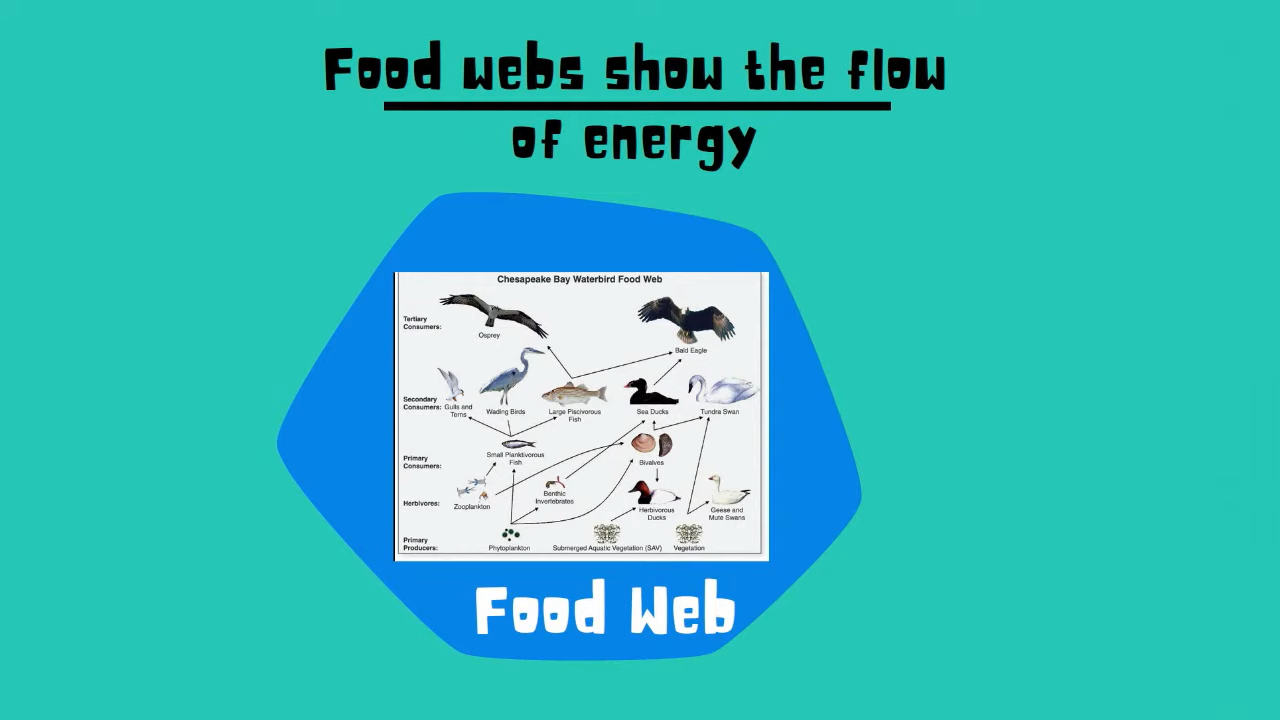 Food webs show the flow
of energy
Chesapeake Bay Waterbird Food Web
Tertiary
Consumers:
Osprey
Bald Eagle
Secondary
Consumers:
Gulls and
Terns
Wading Birds
Large Piscivorous
Fish
Sea Ducks
Tundra Swan
Primary
Consumers:
Small Planktivorous
Fish
Bivalves
Herbivores:
Zooplankton
Benthic
Invertebrates
Herbivorous
Ducks
Geese and
Mute Swans
Primary
Producers:
Phytoplankton
Submerged Aquatic Vegetation (SAV)
Vegetation
Food Web